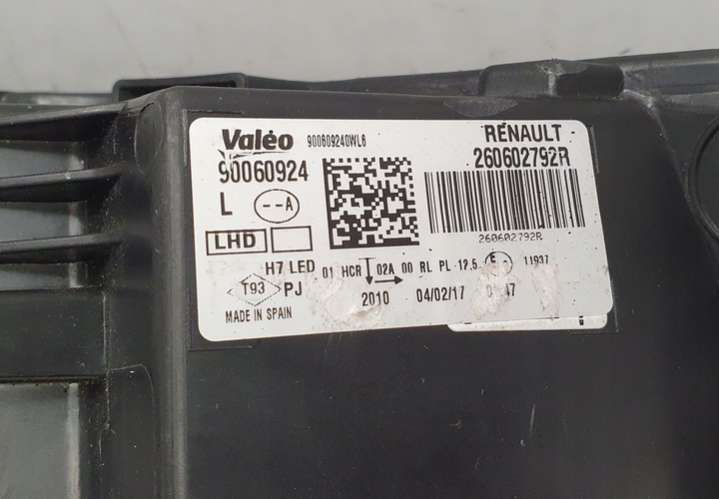 Valeo 90060924OWL6
90060924
L --A
LHD
RENAULT
260602792R
260602792R
H7 LED 01 HCR 02A 00 RL PL -12,5 E 11937
T93 PJ 2010 04/02/17
MADE IN SPAIN